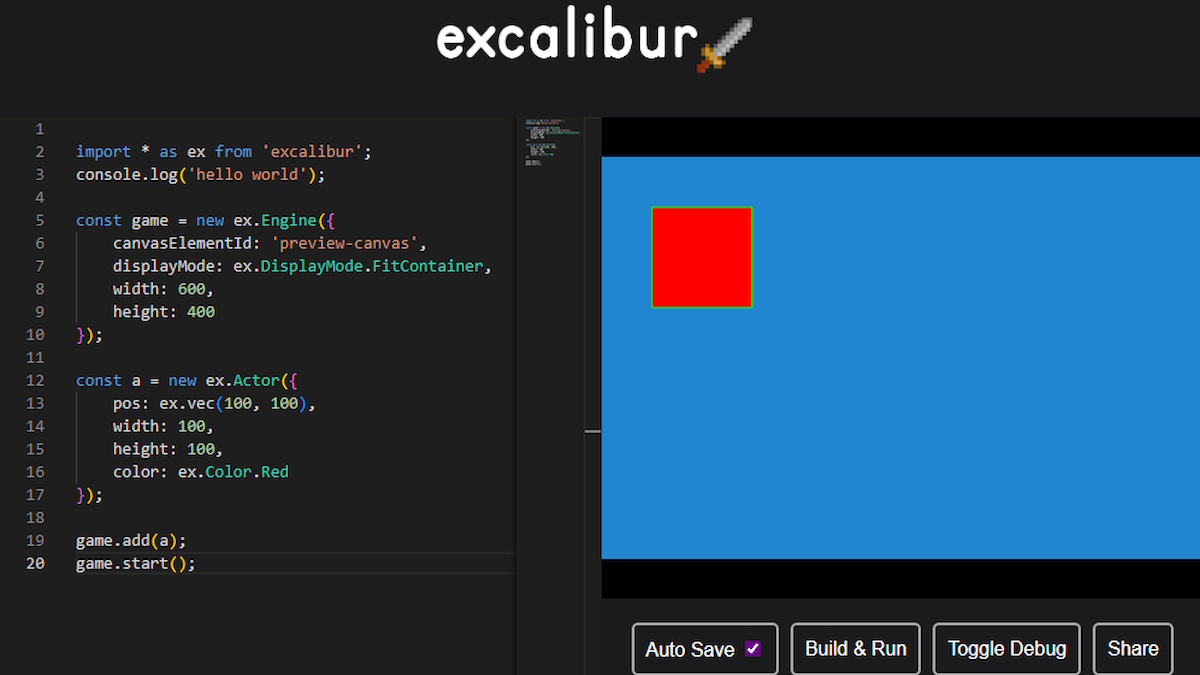 excalibur
1
2 import * as ex from 'excalibur';
3 console.log('hello world');
4
5 const game = new ex.Engine({
6 canvasElementId: 'preview-canvas',
7 displayMode: ex.DisplayMode.FitContainer,
8 width: 600,
9 height: 400
10 });
11
12 const a = new ex.Actor({
13 pos: ex.vec(100, 100),
14 width: 100,
15 height: 100,
16 color: ex.Color.Red
17 });
18
19 game.add(a);
20 game.start();
Auto Save Build & Run Toggle Debug Share